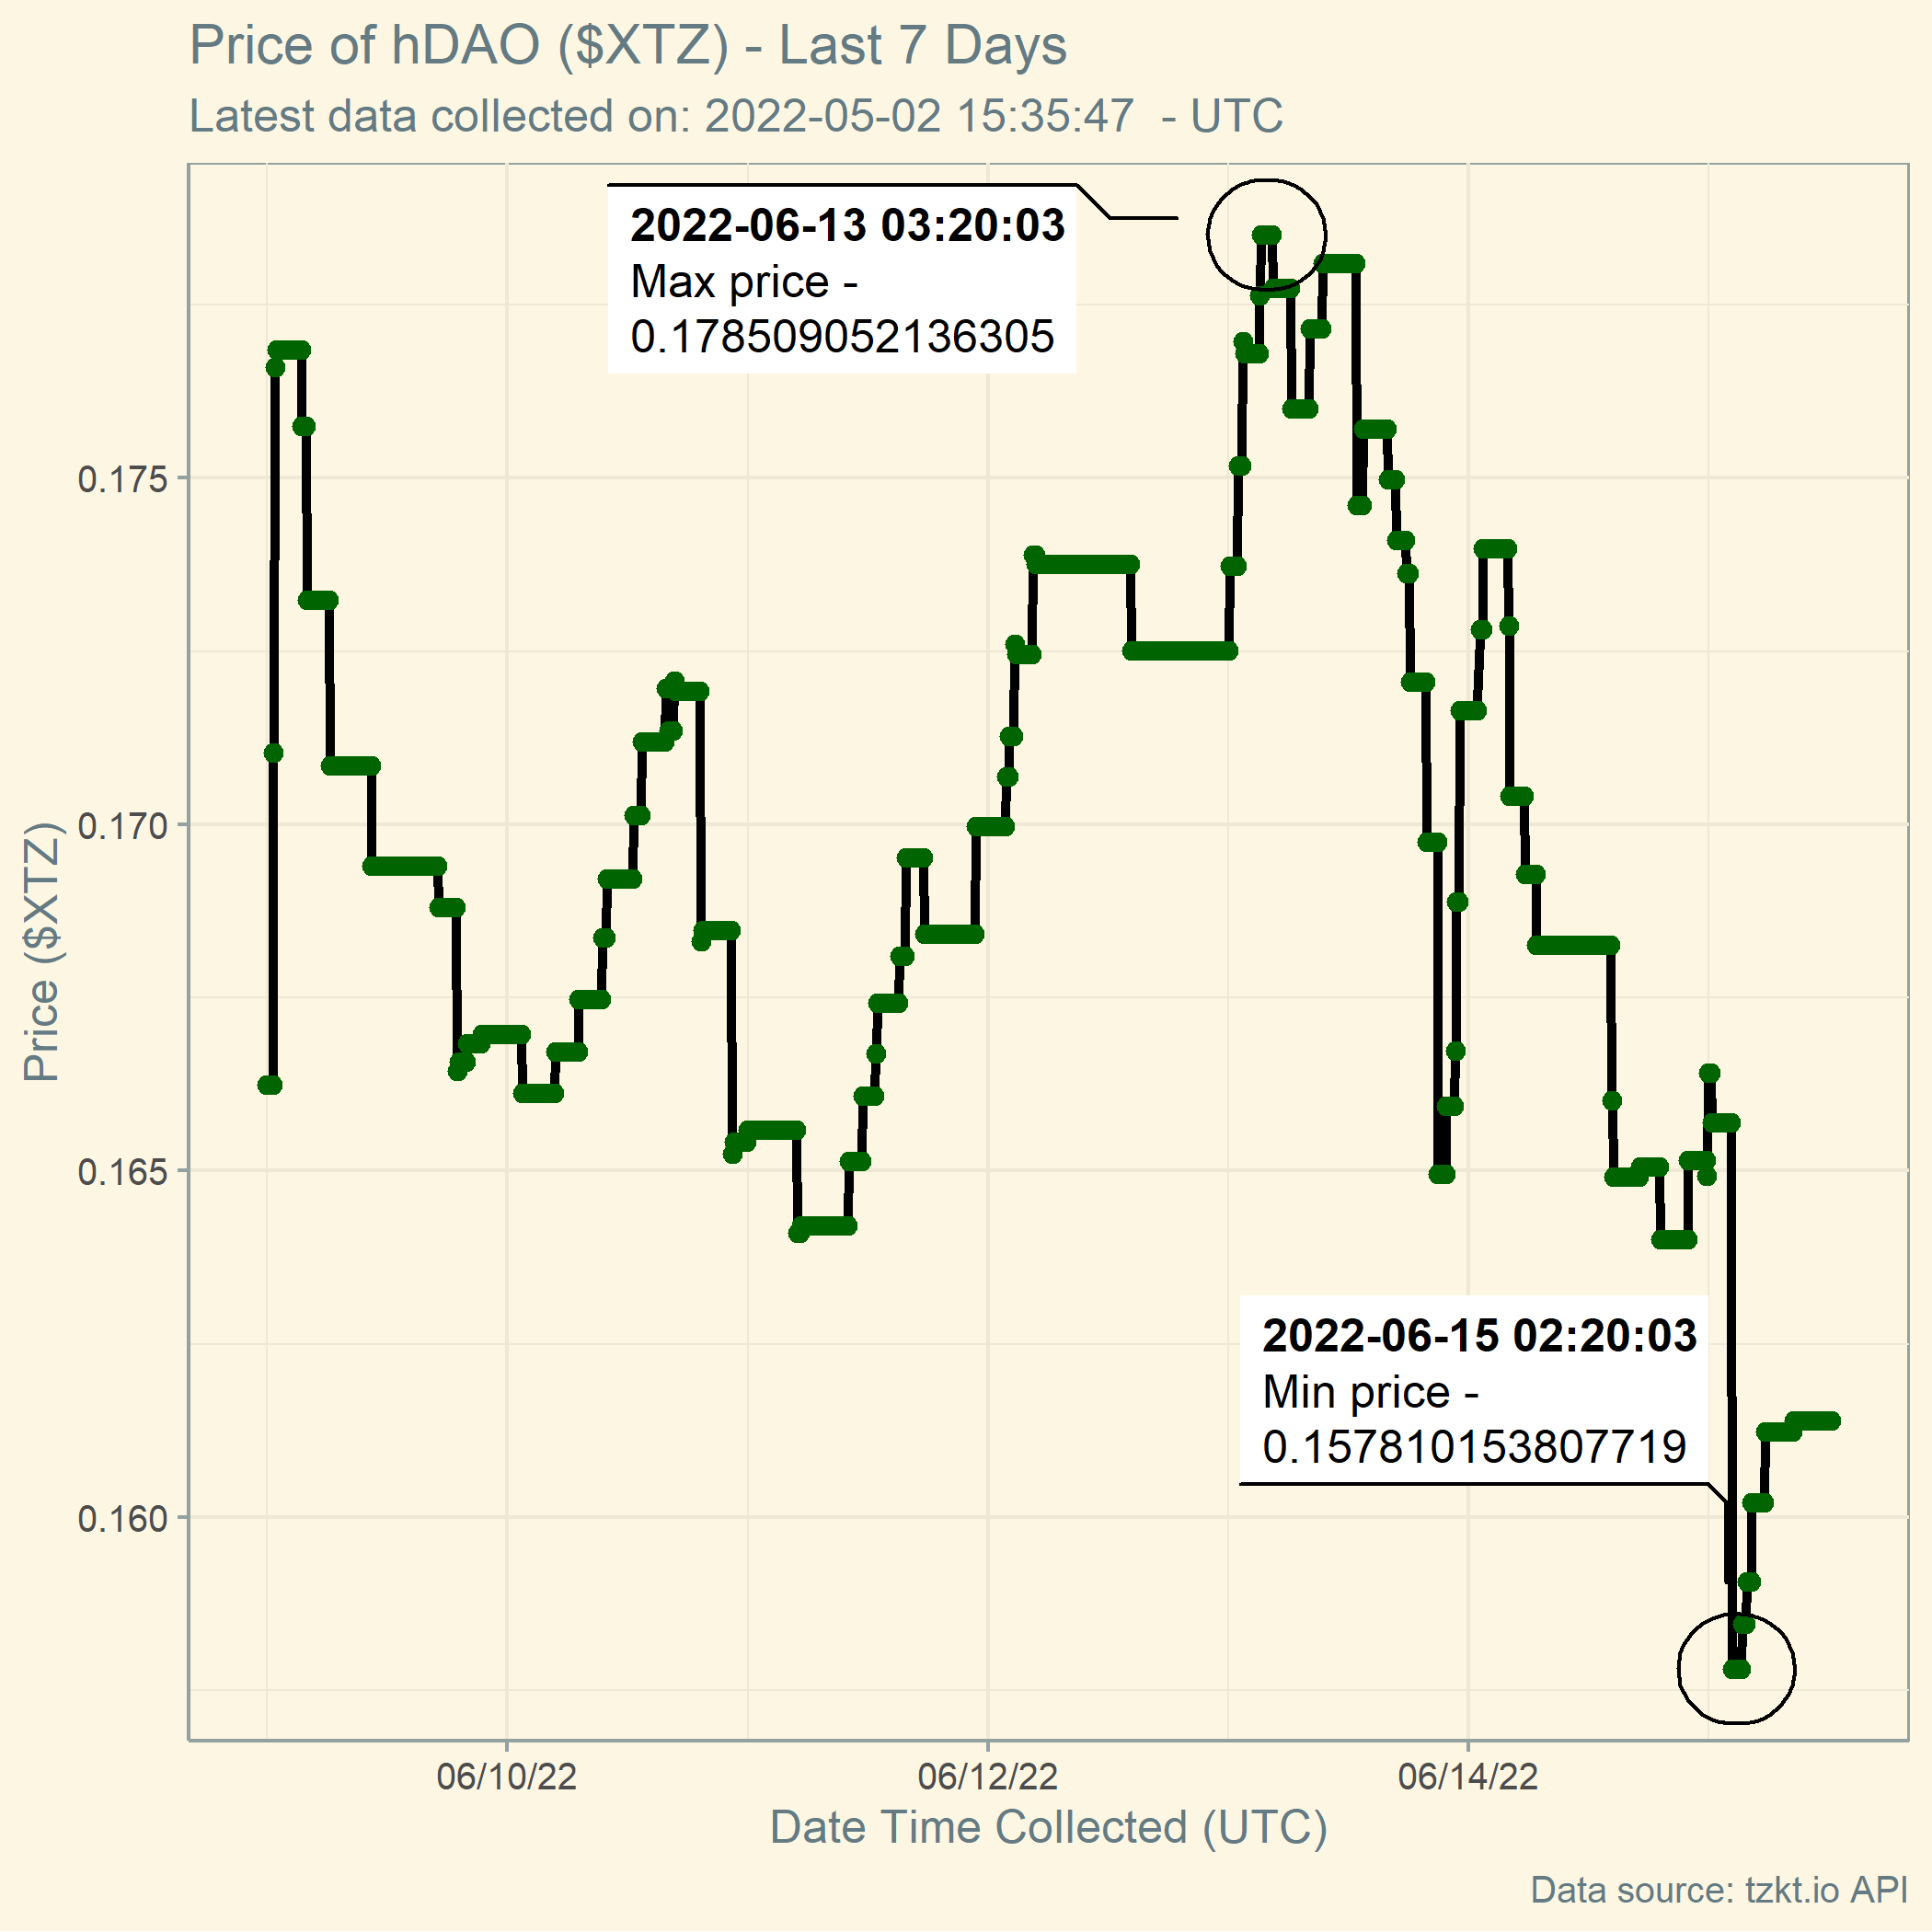 Price of hDAO ($XTZ) - Last 7 Days
Latest data collected on: 2022-05-02 15:35:47  - UTC
2022-06-13 03:20:03
Max price -
0.178509052136305
0.175
0.170
0.165
0.160
Price ($XTZ)
2022-06-15 02:20:03
Min price -
0.157810153807719
06/10/22
06/12/22
06/14/22
Date Time Collected (UTC)
Data source: tzkt.io API